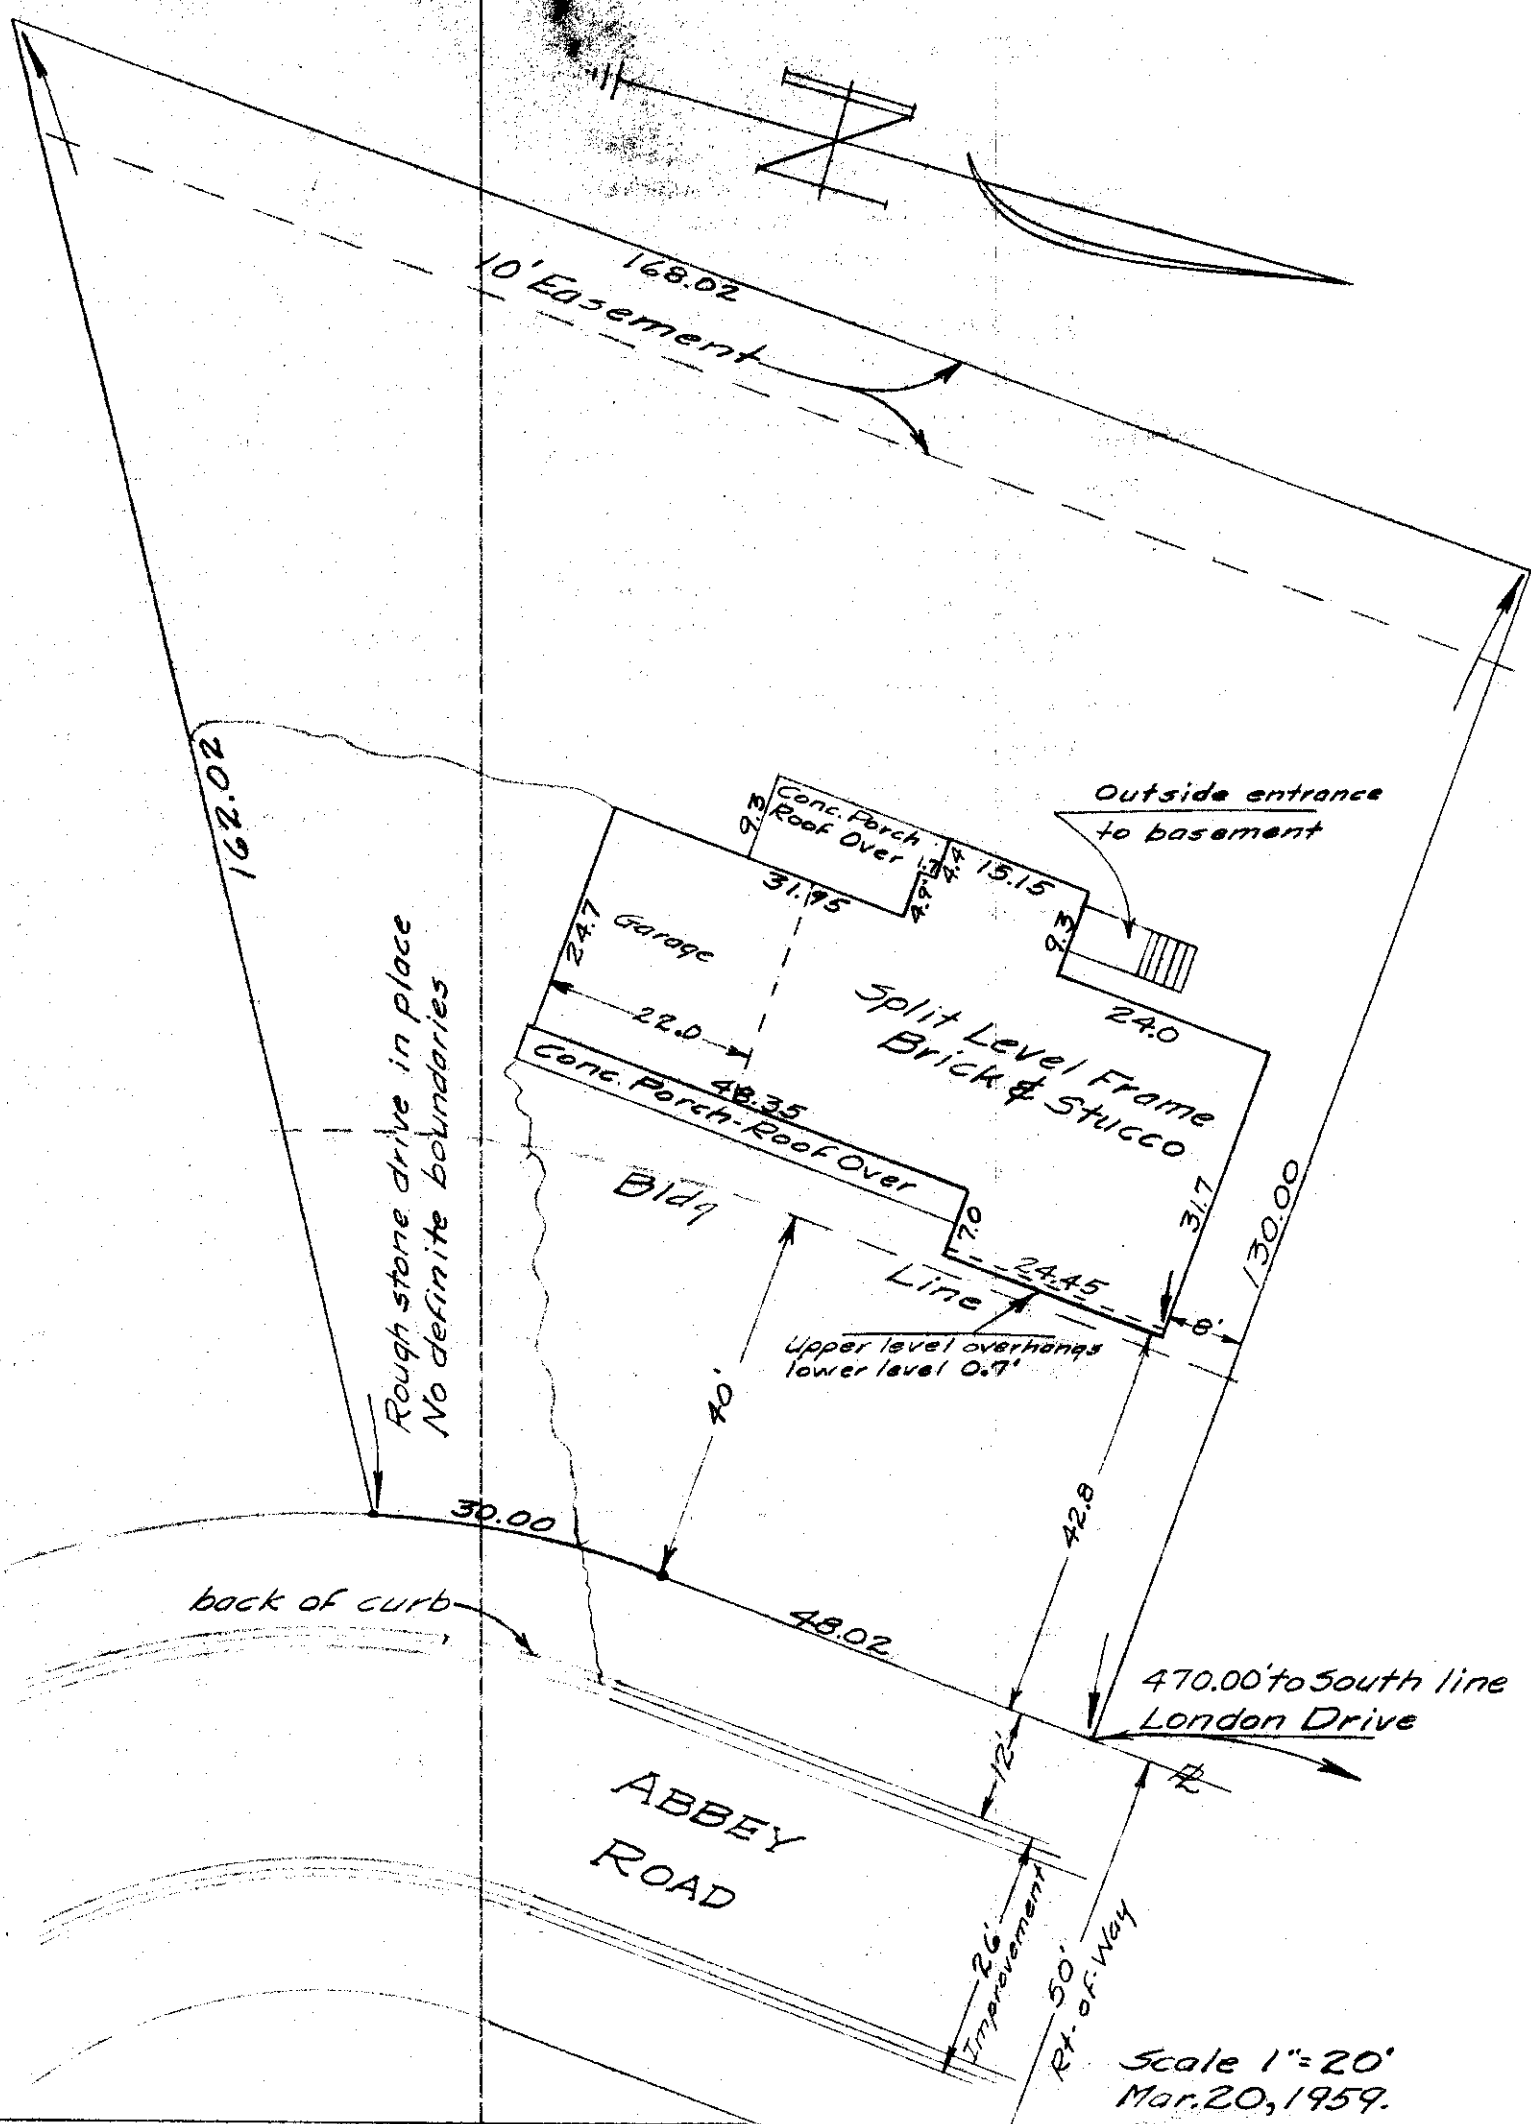 N
168.02
10' Easement
162.02
Outside entrance
to basement
Conc. Porch
Roof Over
9.3
1.7
4.4
4.9
15.15
31.95
9.3
24.7
Garage
22.0
24.0
Split Level Frame
Brick & Stucco
48.35
Conc. Porch-Roof Over
Rough stone drive in place
No definite boundaries
Bldg
Line
7.0
24.45
31.7
130.00
8'
Upper level overhangs
lower level 0.7'
40'
42.8
30.00
back of curb
48.02
470.00' to South line
London Drive
12'
ABBEY
ROAD
26'
Improvement
50'
Rt.-of-Way
Scale 1"=20'
Mar. 20, 1959.